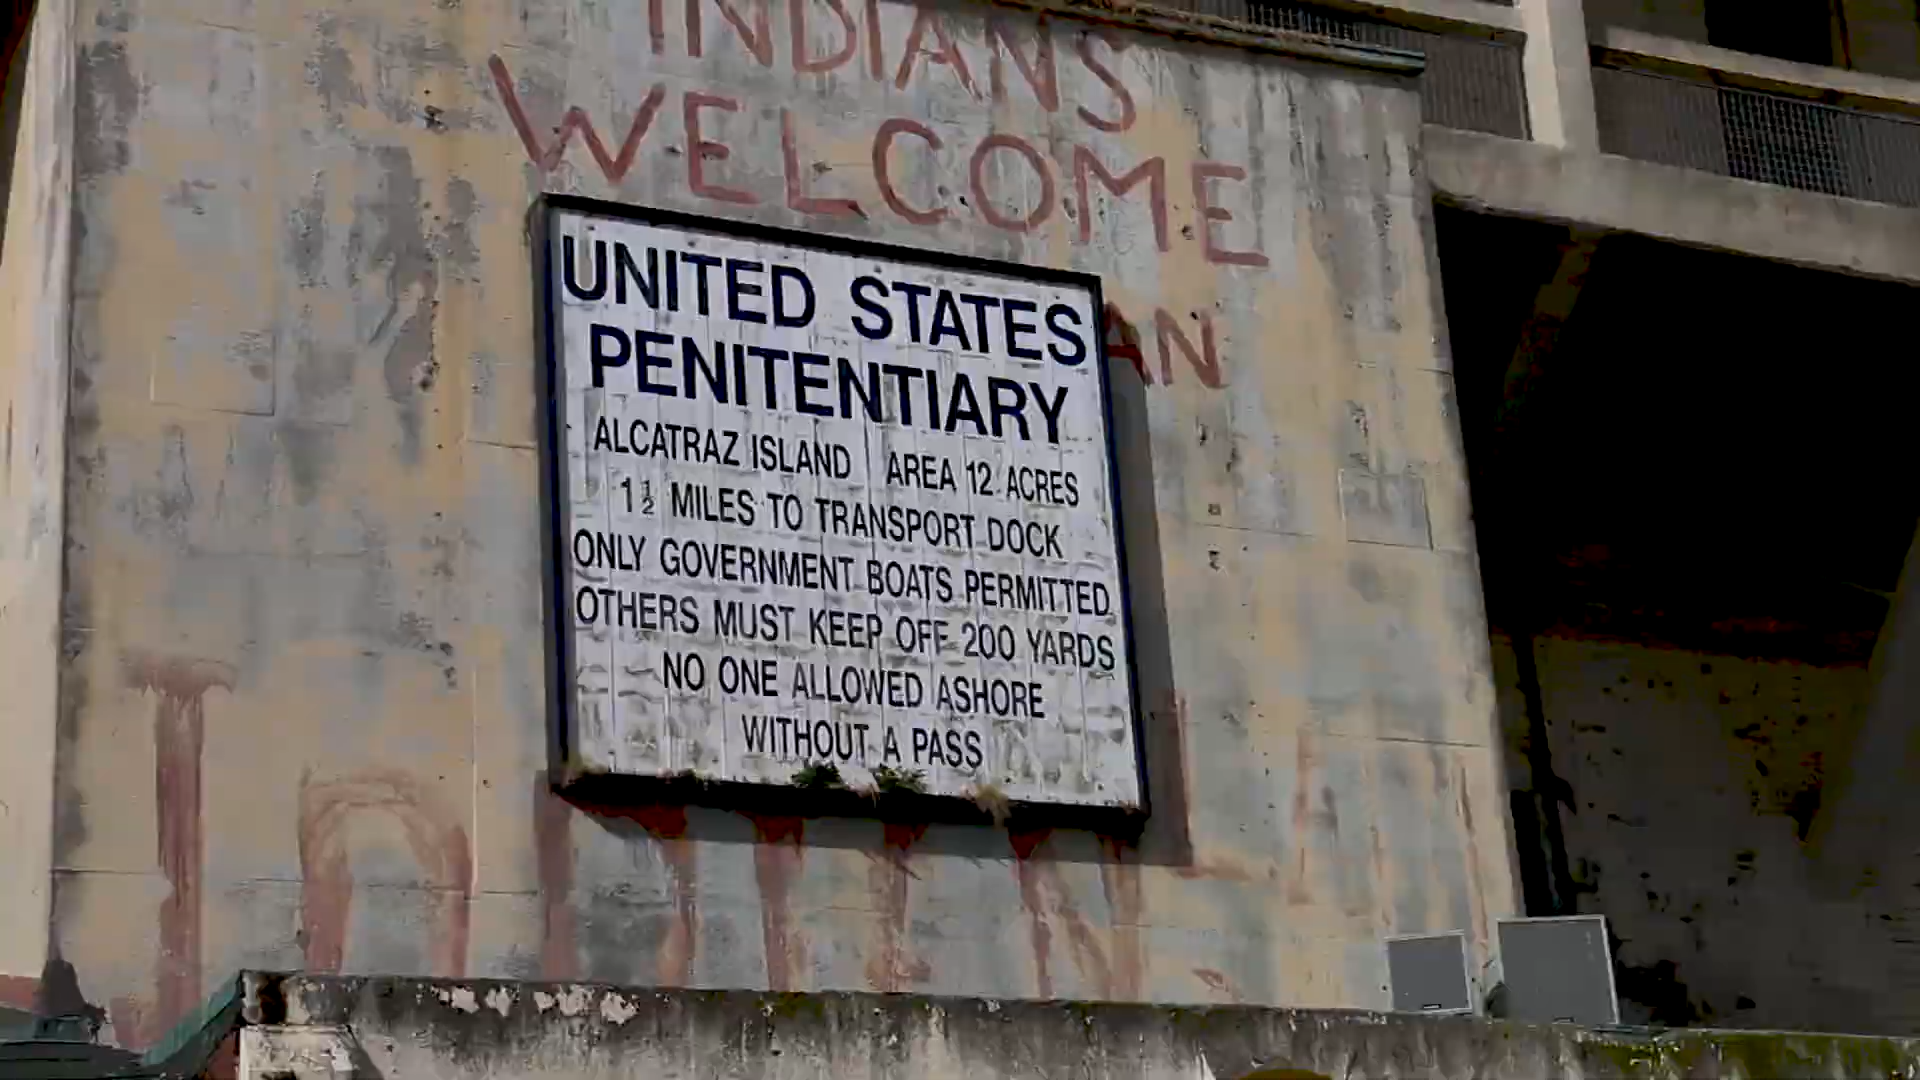 INDIANS
WELCOME
UNITED STATES
PENITENTIARY
ALCATRAZ ISLAND AREA 12 ACRES
1½ MILES TO TRANSPORT DOCK
ONLY GOVERNMENT BOATS PERMITTED
OTHERS MUST KEEP OFF 200 YARDS
NO ONE ALLOWED ASHORE
WITHOUT A PASS